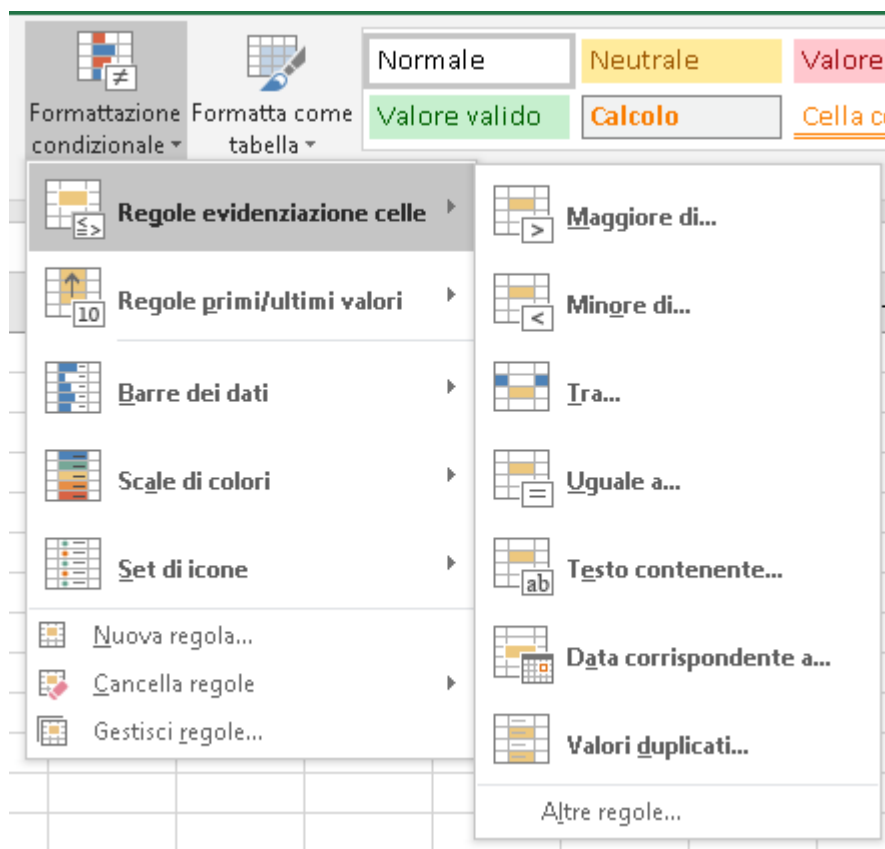 Formattazione
condizionale
Formatta come
tabella
Normale
Neutrale
Valore
Valore valido
Calcolo
Cella c
Regole evidenziazione celle
Regole primi/ultimi valori
10
Barre dei dati
Scale di colori
Set di icone
Nuova regola...
Cancella regole
Gestisci regole...
Maggiore di...
Minore di...
Tra...
Uguale a...
Testo contenente...
ab
Data corrispondente a...
Valori duplicati...
Altre regole...